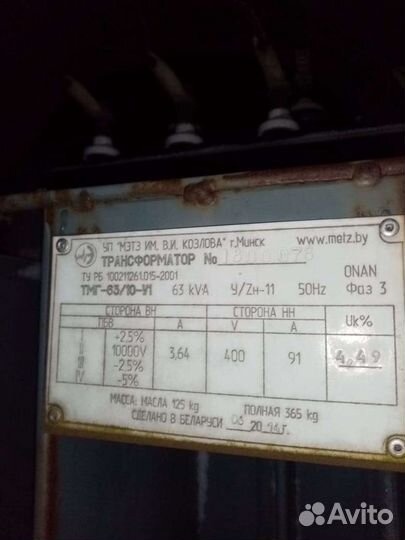 УП "МЭТЗ ИМ. В.И. КОЗЛОВА" г.Минск www.metz.by
ТРАНСФОРМАТОР №
ТУ РБ 100211261.015-2001 ONAN
ТМГ-63/10-У1 63 kVA У/Zн-11 50Hz Фаз 3
СТОРОНА ВН СТОРОНА НН Uk%
ПБВ А V А
I +2,5%
II 10000V 3,64 400 91 4,49
III -2,5%
IV -5%
МАССА: МАСЛА 125 kg ПОЛНАЯ 365 kg
СДЕЛАНО В БЕЛАРУСИ 20 г.
Avito